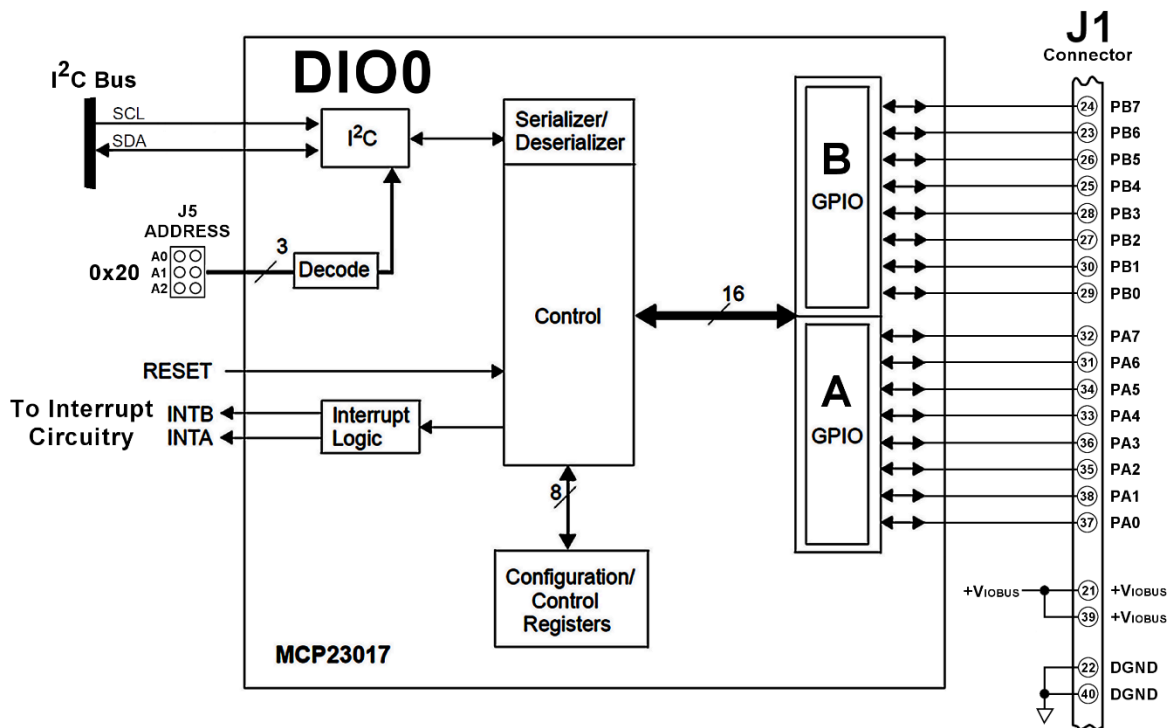 J1
Connector
DIO0
I²C Bus
SCL
SDA
I²C
Serializer/
Deserializer
J5
ADDRESS
0x20
A0
A1
A2
3
Decode
Control
16
B
GPIO
A
GPIO
RESET
To Interrupt
Circuitry
INTB
INTA
Interrupt
Logic
8
Configuration/
Control
Registers
MCP23017
24 PB7
23 PB6
26 PB5
25 PB4
28 PB3
27 PB2
30 PB1
29 PB0
32 PA7
31 PA6
34 PA5
33 PA4
36 PA3
35 PA2
38 PA1
37 PA0
+VIOBUS 21 +VIOBUS
39 +VIOBUS
22 DGND
40 DGND